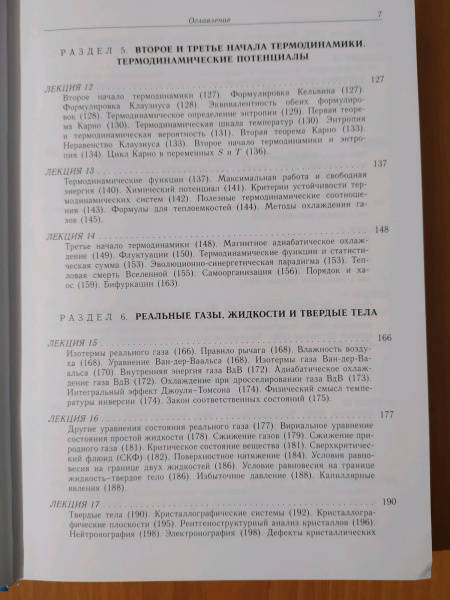 Оглавление 7
РАЗДЕЛ 5. ВТОРОЕ И ТРЕТЬЕ НАЧАЛА ТЕРМОДИНАМИКИ.
ТЕРМОДИНАМИЧЕСКИЕ ПОТЕНЦИАЛЫ
ЛЕКЦИЯ 12 127
Второе начало термодинамики (127). Формулировка Кельвина (127).
Формулировка Клаузиуса (128). Эквивалентность обеих формулиро-
вок (128). Термодинамическое определение энтропии (129). Первая теоре-
ма Карно (130). Термодинамическая шкала температур (130). Энтропия
и термодинамическая вероятность (131). Вторая теорема Карно (133).
Неравенство Клаузиуса (133). Второе начало термодинамики и энтро-
пия (134). Цикл Карно в переменных S и T (136).
ЛЕКЦИЯ 13 137
Термодинамические функции (137). Максимальная работа и свободная
энергия (140). Химический потенциал (141). Критерии устойчивости тер-
модинамических систем (142). Полезные термодинамические соотноше-
ния (143). Формулы для теплоемкостей (144). Методы охлаждения га-
зов (145).
ЛЕКЦИЯ 14 148
Третье начало термодинамики (148). Магнитное адиабатическое охлаж-
дение (149). Флуктуации (150). Термодинамические функции и статисти-
ческая сумма (153). Эволюционно-синергетическая парадигма (153). Теп-
ловая смерть Вселенной (155). Самоорганизация (156). Порядок и ха-
ос (159). Бифуркации (163).
РАЗДЕЛ 6. РЕАЛЬНЫЕ ГАЗЫ, ЖИДКОСТИ И ТВЕРДЫЕ ТЕЛА
ЛЕКЦИЯ 15 166
Изотермы реального газа (166). Правило рычага (168). Влажность возду-
ха (168). Уравнение Ван-дер-Ваальса (168). Изотермы газа Ван-дер-Ва-
альса (170). Внутренняя энергия газа ВдВ (172). Адиабатическое охлаж-
дение газа ВдВ (172). Охлаждение при дросселировании газа ВдВ (173).
Интегральный эффект Джоуля–Томсона (174). Физический смысл темпе-
ратуры инверсии (174). Закон соответственных состояний (175).
ЛЕКЦИЯ 16 177
Другие уравнения состояния реального газа (177). Вириальное уравнение
состояния простой жидкости (178). Сжижение газов (179). Сжижение при-
родного газа (181). Критическое состояние вещества (181). Сверхкритичес-
кий флюид (СКФ) (182). Поверхностное натяжение (184). Условия равно-
весия на границе двух жидкостей (186). Условие равновесия на границе
жидкость–твердое тело (186). Избыточное давление (188). Капиллярные
явления (188).
ЛЕКЦИЯ 17 190
Твердые тела (190). Кристаллографические системы (192). Кристаллогра-
фические плоскости (195). Рентгеноструктурный анализ кристаллов (196).
Нейтронография (198). Электронография (198). Дефекты кристаллических